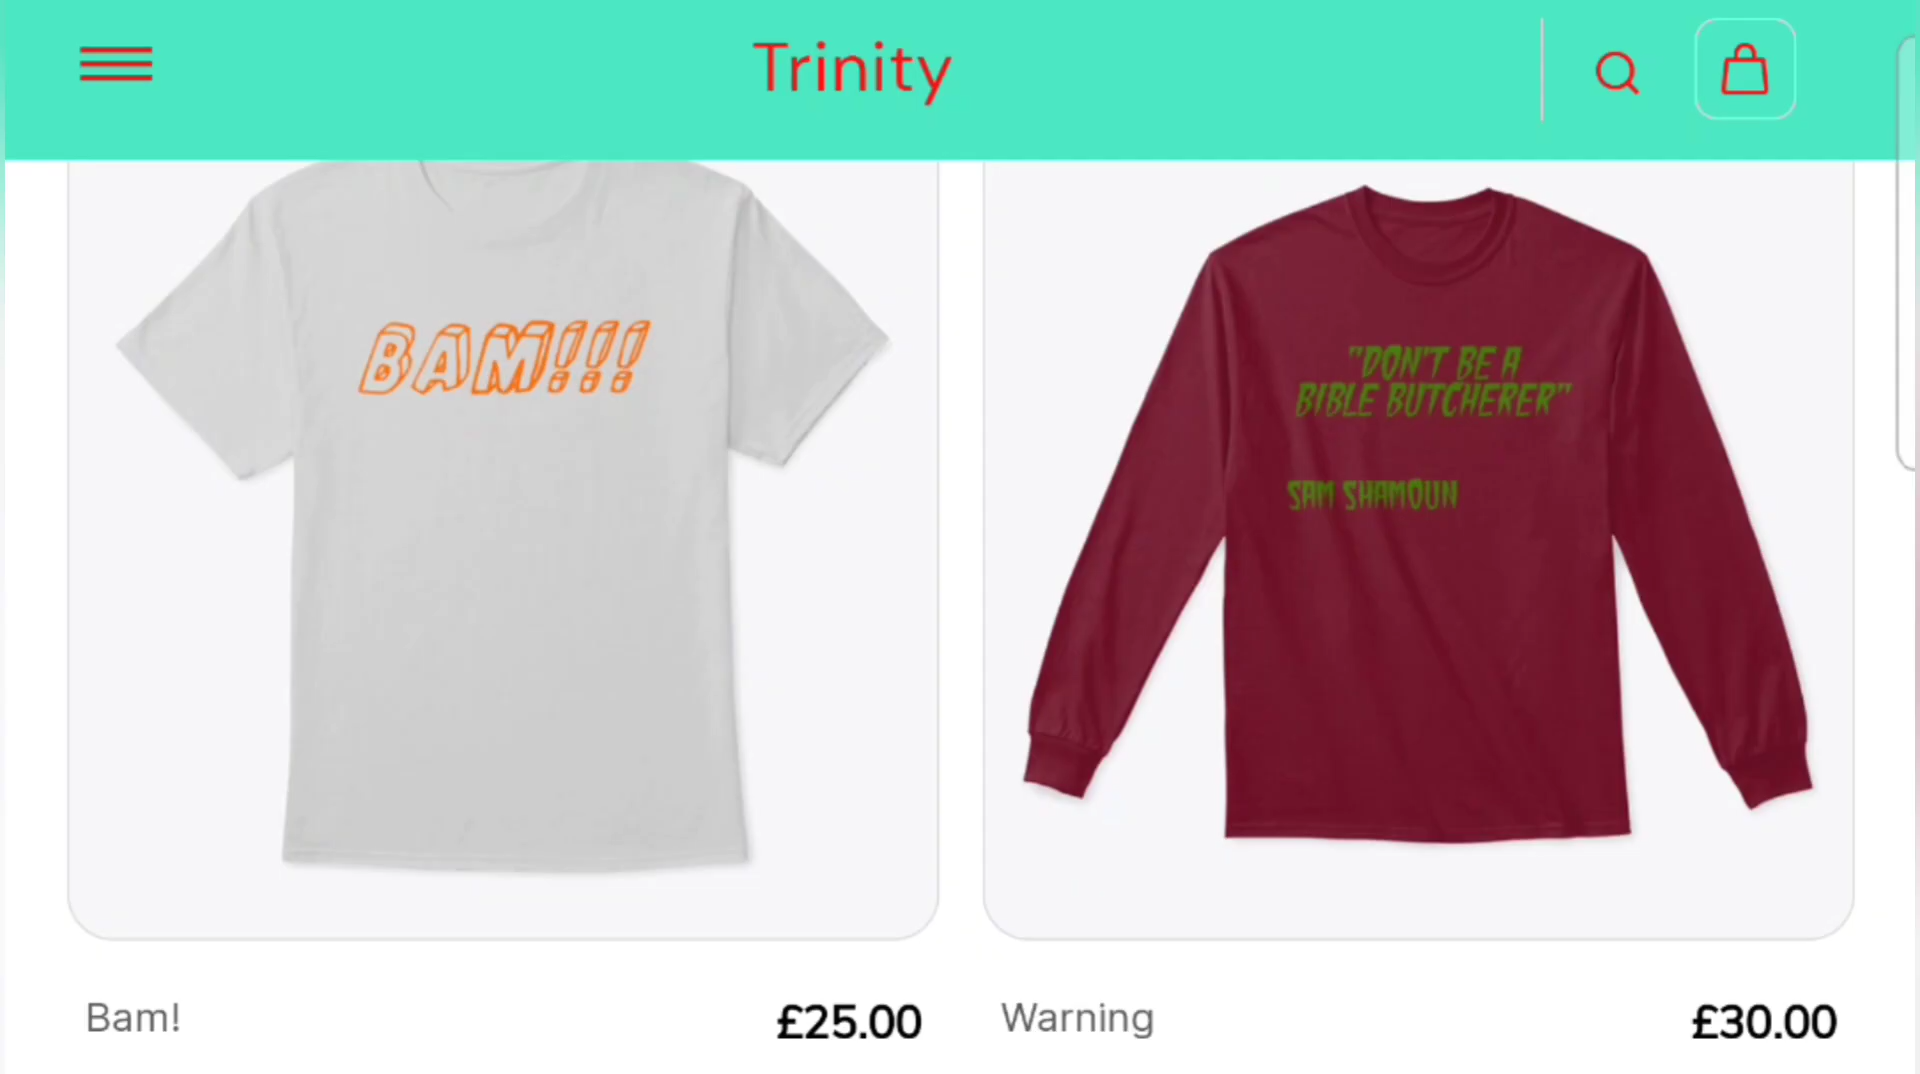 Trinity
BAM!!!
"DON'T BE A
BIBLE BUTCHERER"
SAM SHAMOUN
Bam!
£25.00
Warning
£30.00